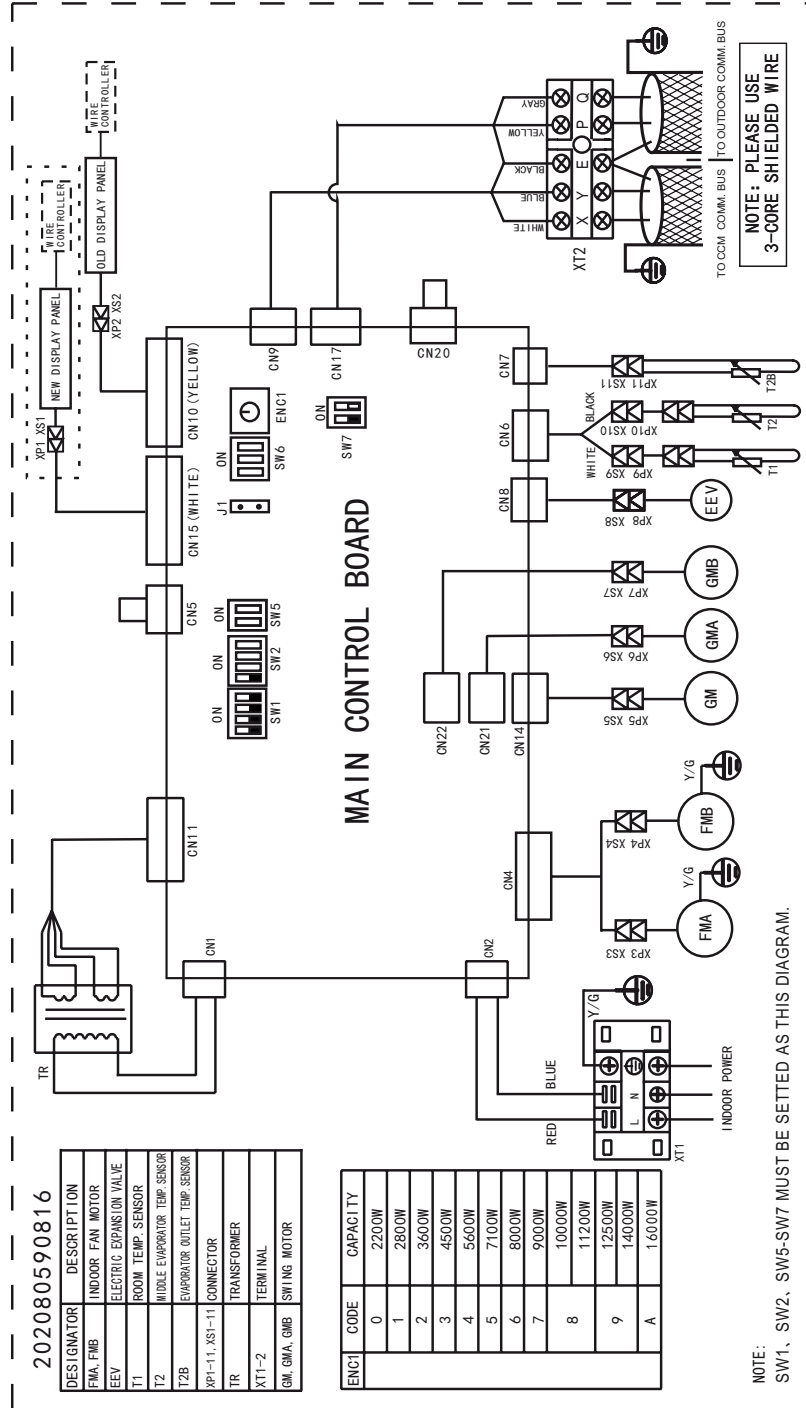 202080590816
DESIGNATOR DESCRIPTION
FMA, FMB INDOOR FAN MOTOR
EEV ELECTRIC EXPANSION VALVE
T1 ROOM TEMP. SENSOR
T2 MIDDLE EVAPORATOR TEMP. SENSOR
T2B EVAPORATOR OUTLET TEMP. SENSOR
XP1-11, XS1-11 CONNECTOR
TR TRANSFORMER
XT1-2 TERMINAL
GM, GMA, GMB SWING MOTOR
ENC1 CODE CAPACITY
0 2200W
1 2800W
2 3600W
3 4500W
4 5600W
5 7100W
6 8000W
7 9000W
8 10000W
11200W
9 12500W
14000W
A 16000W
NOTE:
SW1、SW2、SW5-SW7 MUST BE SETTED AS THIS DIAGRAM.
TR
CN1
CN11
CN5
CN15(WHITE)
CN10(YELLOW)
XP1 XS1
NEW DISPLAY PANEL
WIRE
CONTROLLER
XP2 XS2
OLD DISPLAY PANEL
WIRE
CONTROLLER
ON
SW1
ON
SW2
ON
SW5
J1
ON
SW6
ENC1
ON
SW7
MAIN CONTROL BOARD
CN9
CN17
CN20
CN7
CN6
CN8
CN22
CN21
CN14
CN4
CN2
RED
BLUE
Y/G
L N
XT1
INDOOR POWER
XP3 XS3
FMA
Y/G
XP4 XS4
FMB
Y/G
XP5 XS5
GM
XP6 XS6
GMA
XP7 XS7
GMB
XP8 XS8
EEV
WHITE
BLACK
XP9 XS9
T1
XP10 XS10
T2
XP11 XS11
T2B
WHITE
BLUE
BLACK
YELLOW
GRAY
X Y E P Q
XT2
TO CCM COMM. BUS
TO OUTDOOR COMM. BUS
NOTE: PLEASE USE
3-CORE SHIELDED WIRE